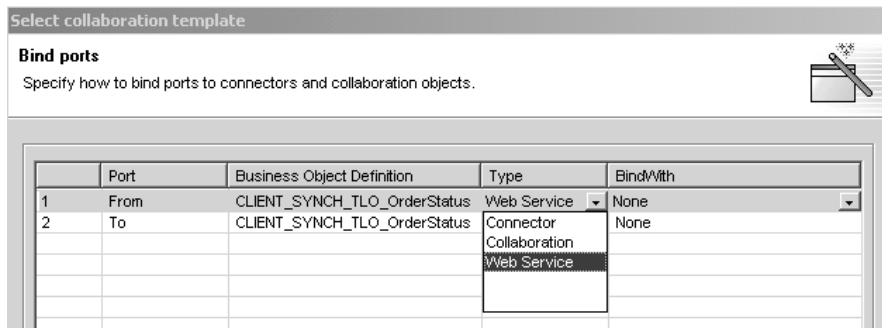 Select collaboration template
Bind ports
Specify how to bind ports to connectors and collaboration objects.
Port Business Object Definition Type BindWith
1 From CLIENT_SYNCH_TLO_OrderStatus Web Service None
2 To CLIENT_SYNCH_TLO_OrderStatus Connector None
Collaboration
Web Service